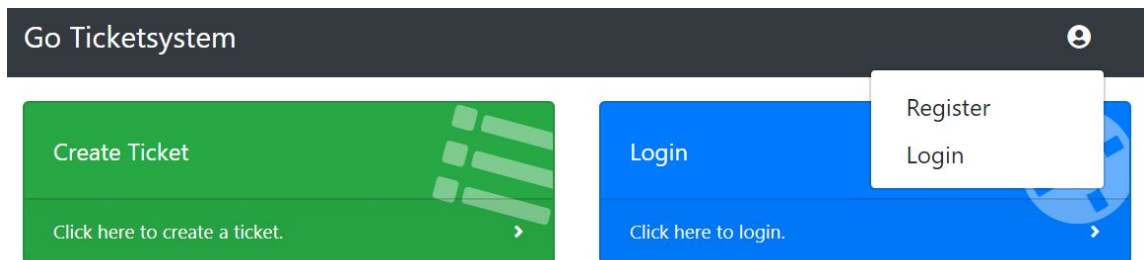 Go Ticketsystem
Register
Login
Create Ticket
Login
Click here to create a ticket.
Click here to login.